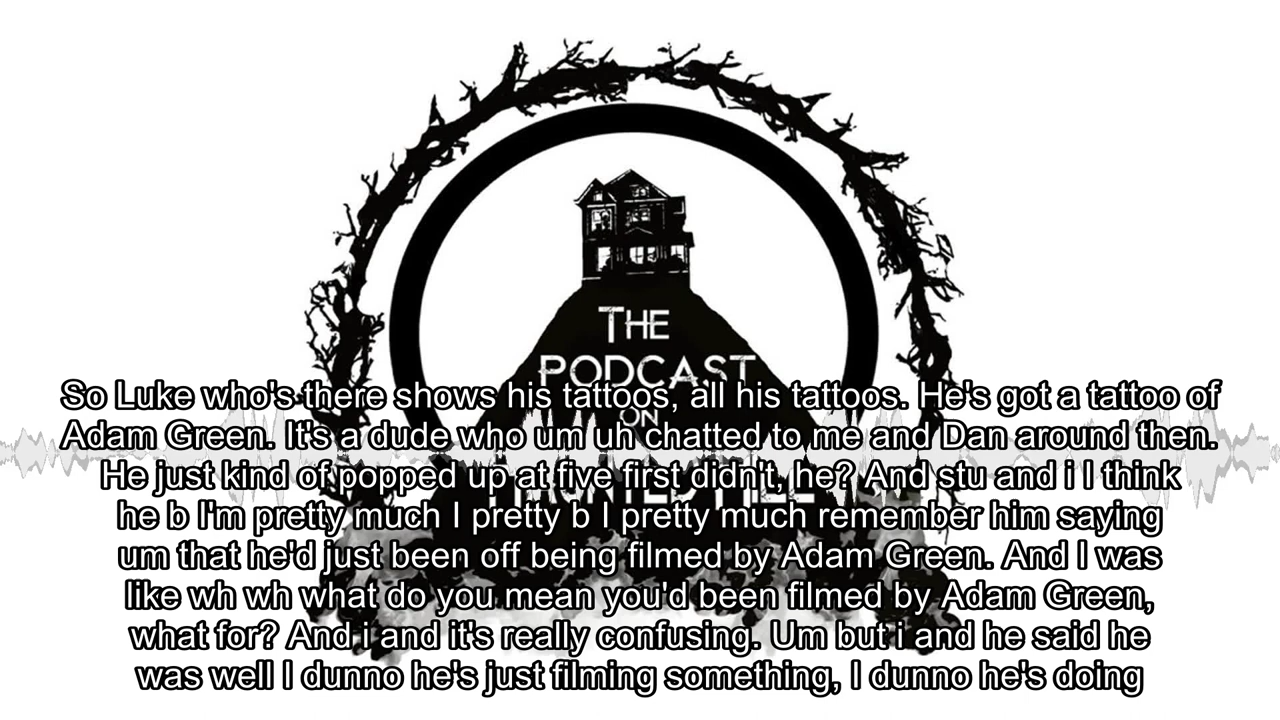 THE
PODCAST
ON
So Luke who's there shows his tattoos, all his tattoos. He's got a tattoo of
Adam Green. It's a dude who um uh chatted to me and Dan around then.
He just kind of popped up at five first didn't, he? And stu and i I think
he b I'm pretty much I pretty b I pretty much remember him saying
um that he'd just been off being filmed by Adam Green. And I was
like wh wh what do you mean you'd been filmed by Adam Green,
what for? And i and it's really confusing. Um but i and he said he
was well I dunno he's just filming something, I dunno he's doing